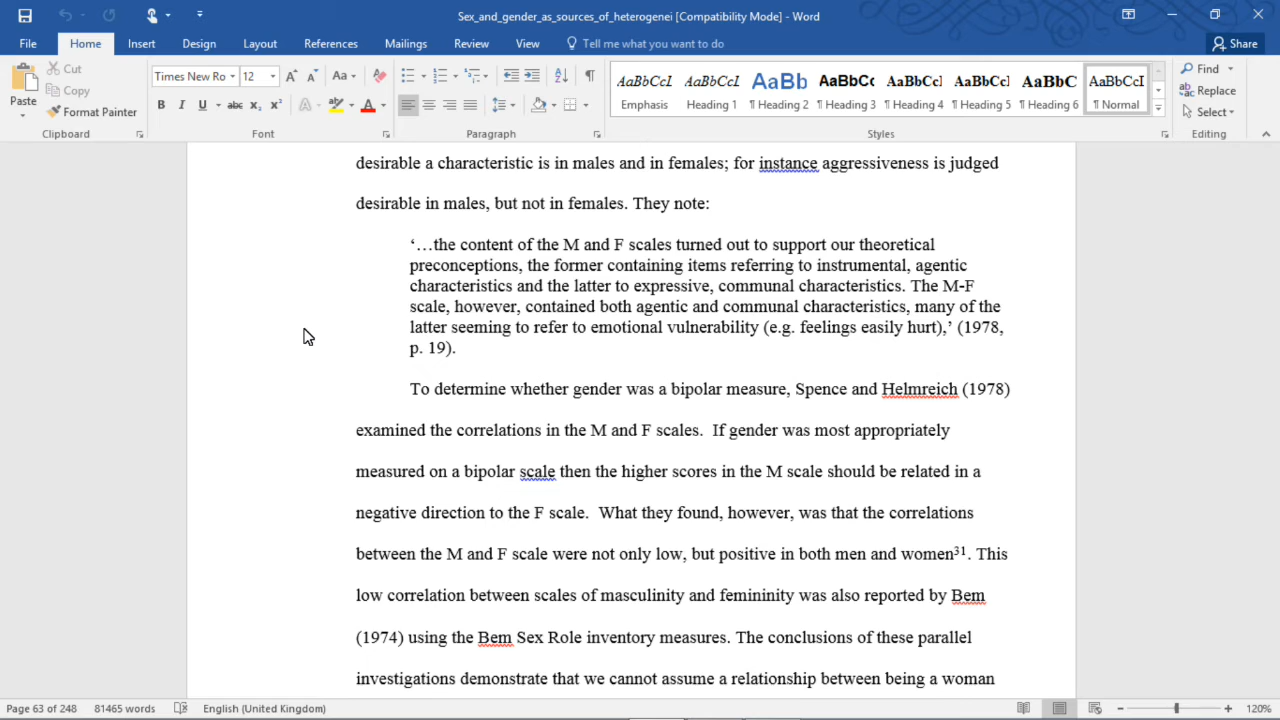 Sex_and_gender_as_sources_of_heterogenei [Compatibility Mode] - Word
File Home Insert Design Layout References Mailings Review View Tell me what you want to do Share
Paste
Cut
Copy
Format Painter
Clipboard
Times New Ro 12
Font
Paragraph
AaBbCcI AaBbCcI AaBb AaBbCc AaBbCcI AaBbCcI AaBbC AaBbCcI
Emphasis Heading 1 ¶ Heading 2 ¶ Heading 3 ¶ Heading 4 ¶ Heading 5 ¶ Heading 6 ¶ Normal
Styles
Find
Replace
Select
Editing
desirable a characteristic is in males and in females; for instance aggressiveness is judged
desirable in males, but not in females. They note:
‘…the content of the M and F scales turned out to support our theoretical
preconceptions, the former containing items referring to instrumental, agentic
characteristics and the latter to expressive, communal characteristics. The M-F
scale, however, contained both agentic and communal characteristics, many of the
latter seeming to refer to emotional vulnerability (e.g. feelings easily hurt),’ (1978,
p. 19).
To determine whether gender was a bipolar measure, Spence and Helmreich (1978)
examined the correlations in the M and F scales.  If gender was most appropriately
measured on a bipolar scale then the higher scores in the M scale should be related in a
negative direction to the F scale.  What they found, however, was that the correlations
between the M and F scale were not only low, but positive in both men and women31. This
low correlation between scales of masculinity and femininity was also reported by Bem
(1974) using the Bem Sex Role inventory measures. The conclusions of these parallel
investigations demonstrate that we cannot assume a relationship between being a woman
Page 63 of 248 81465 words English (United Kingdom) 120%